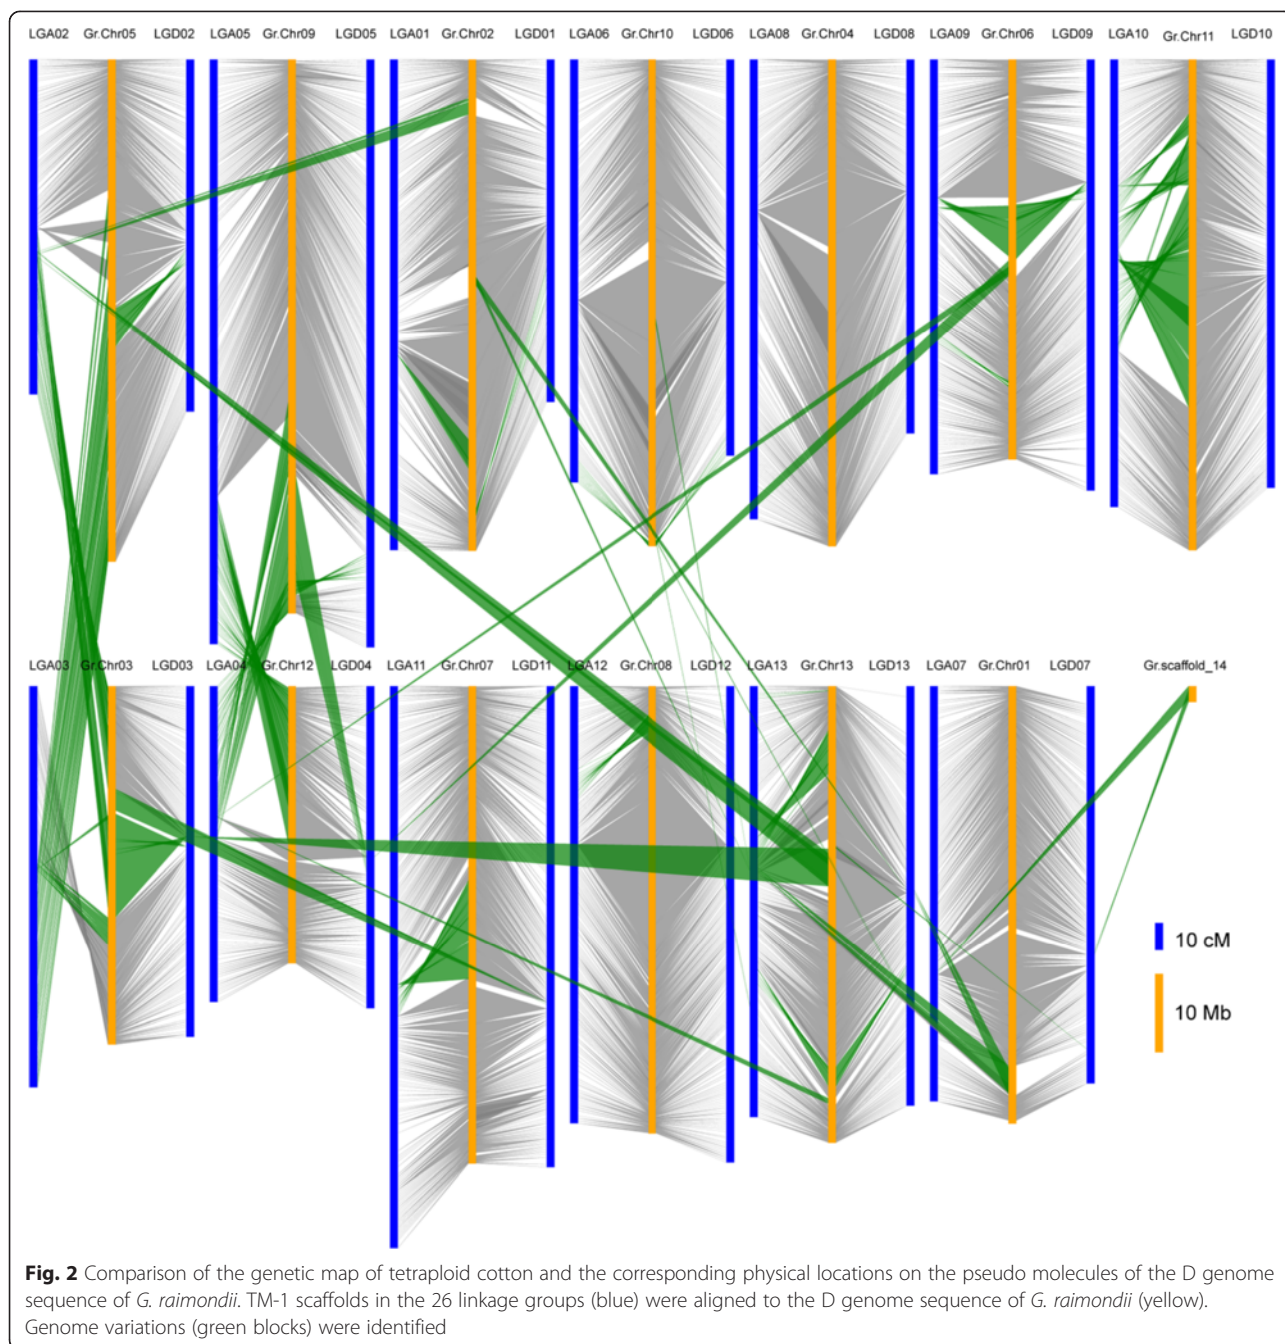 LGA02 Gr.Chr05 LGD02 LGA05 Gr.Chr09 LGD05 LGA01 Gr.Chr02 LGD01 LGA06 Gr.Chr10 LGD06 LGA08 Gr.Chr04 LGD08 LGA09 Gr.Chr06 LGD09 LGA10 Gr.Chr11 LGD10
LGA03 Gr.Chr03 LGD03 LGA04 Gr.Chr12 LGD04 LGA11 Gr.Chr07 LGD11 LGA12 Gr.Chr08 LGD12 LGA13 Gr.Chr13 LGD13 LGA07 Gr.Chr01 LGD07 Gr.scaffold_14
10 cM
10 Mb
Fig. 2 Comparison of the genetic map of tetraploid cotton and the corresponding physical locations on the pseudo molecules of the D genome
sequence of G. raimondii. TM-1 scaffolds in the 26 linkage groups (blue) were aligned to the D genome sequence of G. raimondii (yellow).
Genome variations (green blocks) were identified